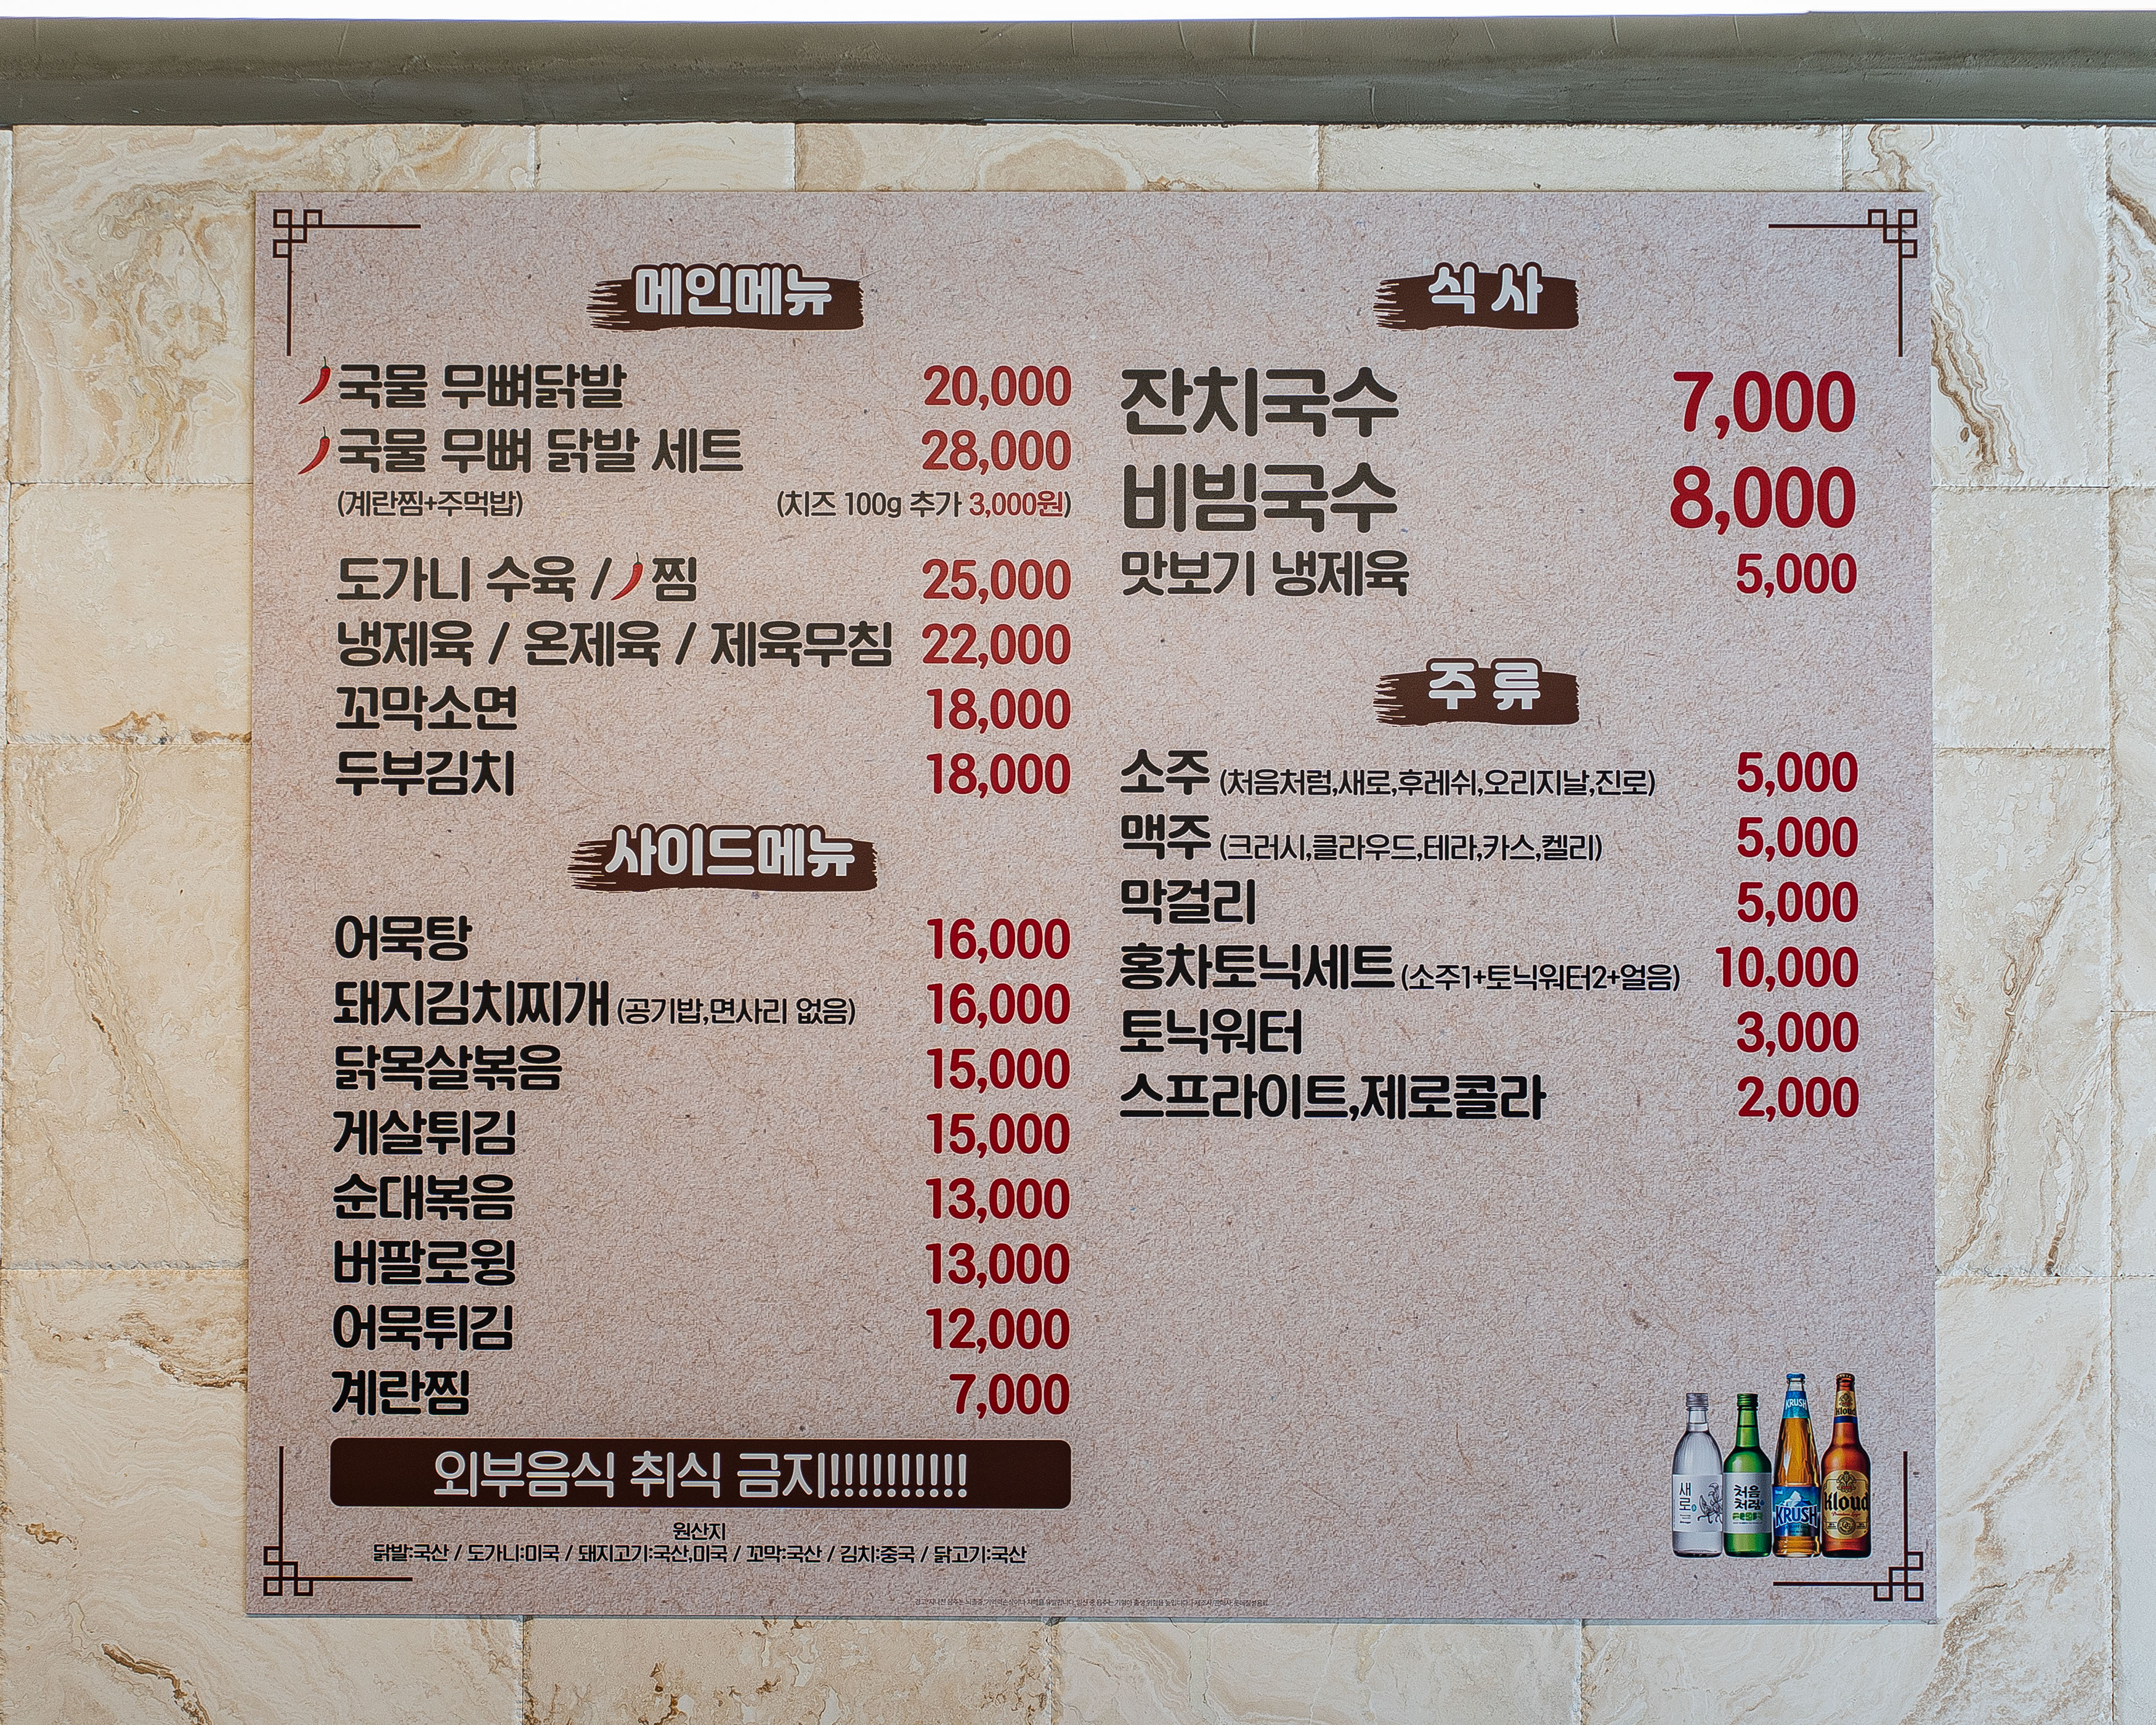 메인메뉴
국물 무뼈닭발 20,000
국물 무뼈 닭발 세트 28,000
(계란찜+주먹밥) (치즈 100g 추가 3,000원)
도가니 수육 / 찜 25,000
냉제육 / 온제육 / 제육무침 22,000
꼬막소면 18,000
두부김치 18,000
사이드메뉴
어묵탕 16,000
돼지김치찌개 (공기밥,면사리 없음) 16,000
닭목살볶음 15,000
게살튀김 15,000
순대볶음 13,000
버팔로윙 13,000
어묵튀김 12,000
계란찜 7,000
외부음식 취식 금지!!!!!!!!!!
원산지
닭발:국산 / 도가니:미국 / 돼지고기:국산,미국 / 꼬막:국산 / 김치:중국 / 닭고기:국산
식 사
잔치국수 7,000
비빔국수 8,000
맛보기 냉제육 5,000
주 류
소주 (처음처럼,새로,후레쉬,오리지날,진로) 5,000
맥주 (크러시,클라우드,테라,카스,켈리) 5,000
막걸리 5,000
홍차토닉세트 (소주1+토닉워터2+얼음) 10,000
토닉워터 3,000
스프라이트,제로콜라 2,000
새로
처음처럼
KRUSH
KRUSH
Kloud
Kloud